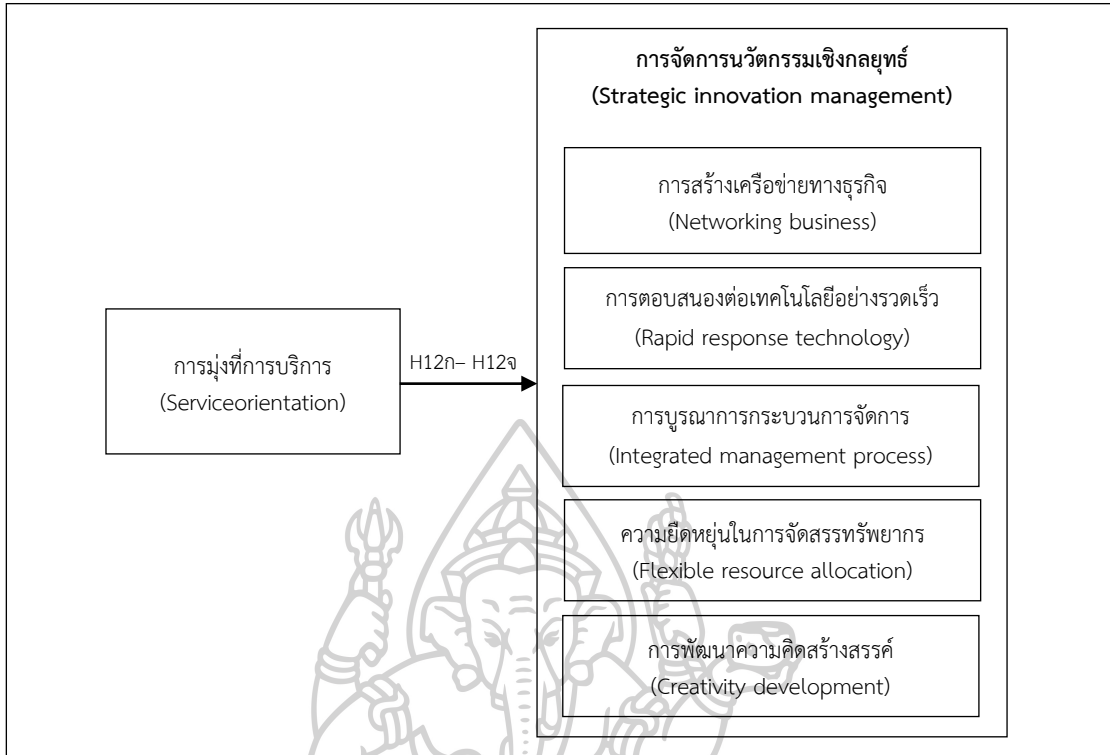 การจัดการนวัตกรรมเชิงกลยุทธ์
(Strategic innovation management)
การสร้างเครือข่ายทางธุรกิจ
(Networking business)
การตอบสนองต่อเทคโนโลยีอย่างรวดเร็ว
(Rapid response technology)
การมุ่งที่การบริการ
(Serviceorientation)
H12ก– H12จ
การบูรณาการกระบวนการจัดการ
(Integrated management process)
ความยืดหยุ่นในการจัดสรรทรัพยากร
(Flexible resource allocation)
การพัฒนาความคิดสร้างสรรค์
(Creativity development)